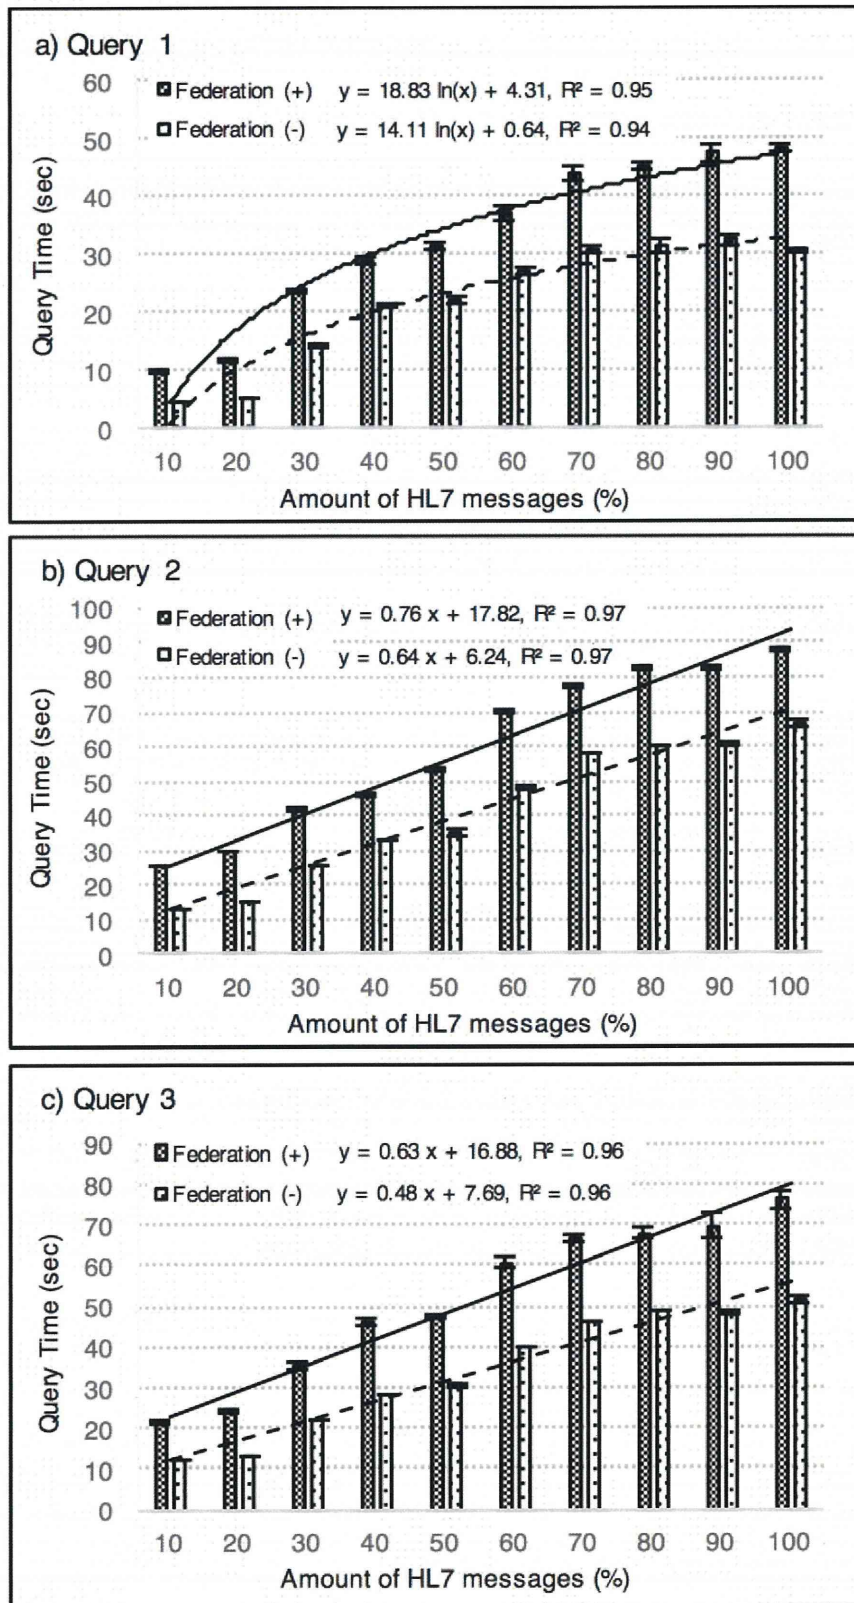 a) Query 1
60
Federation (+) y = 18.83 ln(x) + 4.31, R² = 0.95
Federation (-) y = 14.11 ln(x) + 0.64, R² = 0.94
50
40
30
20
10
0
Query Time (sec)
10 20 30 40 50 60 70 80 90 100
Amount of HL7 messages (%)
b) Query 2
100
Federation (+) y = 0.76 x + 17.82, R² = 0.97
90
Federation (-) y = 0.64 x + 6.24, R² = 0.97
80
70
60
50
40
30
20
10
0
Query Time (sec)
10 20 30 40 50 60 70 80 90 100
Amount of HL7 messages (%)
c) Query 3
90
Federation (+) y = 0.63 x + 16.88, R² = 0.96
80
Federation (-) y = 0.48 x + 7.69, R² = 0.96
70
60
50
40
30
20
10
0
Query Time (sec)
10 20 30 40 50 60 70 80 90 100
Amount of HL7 messages (%)